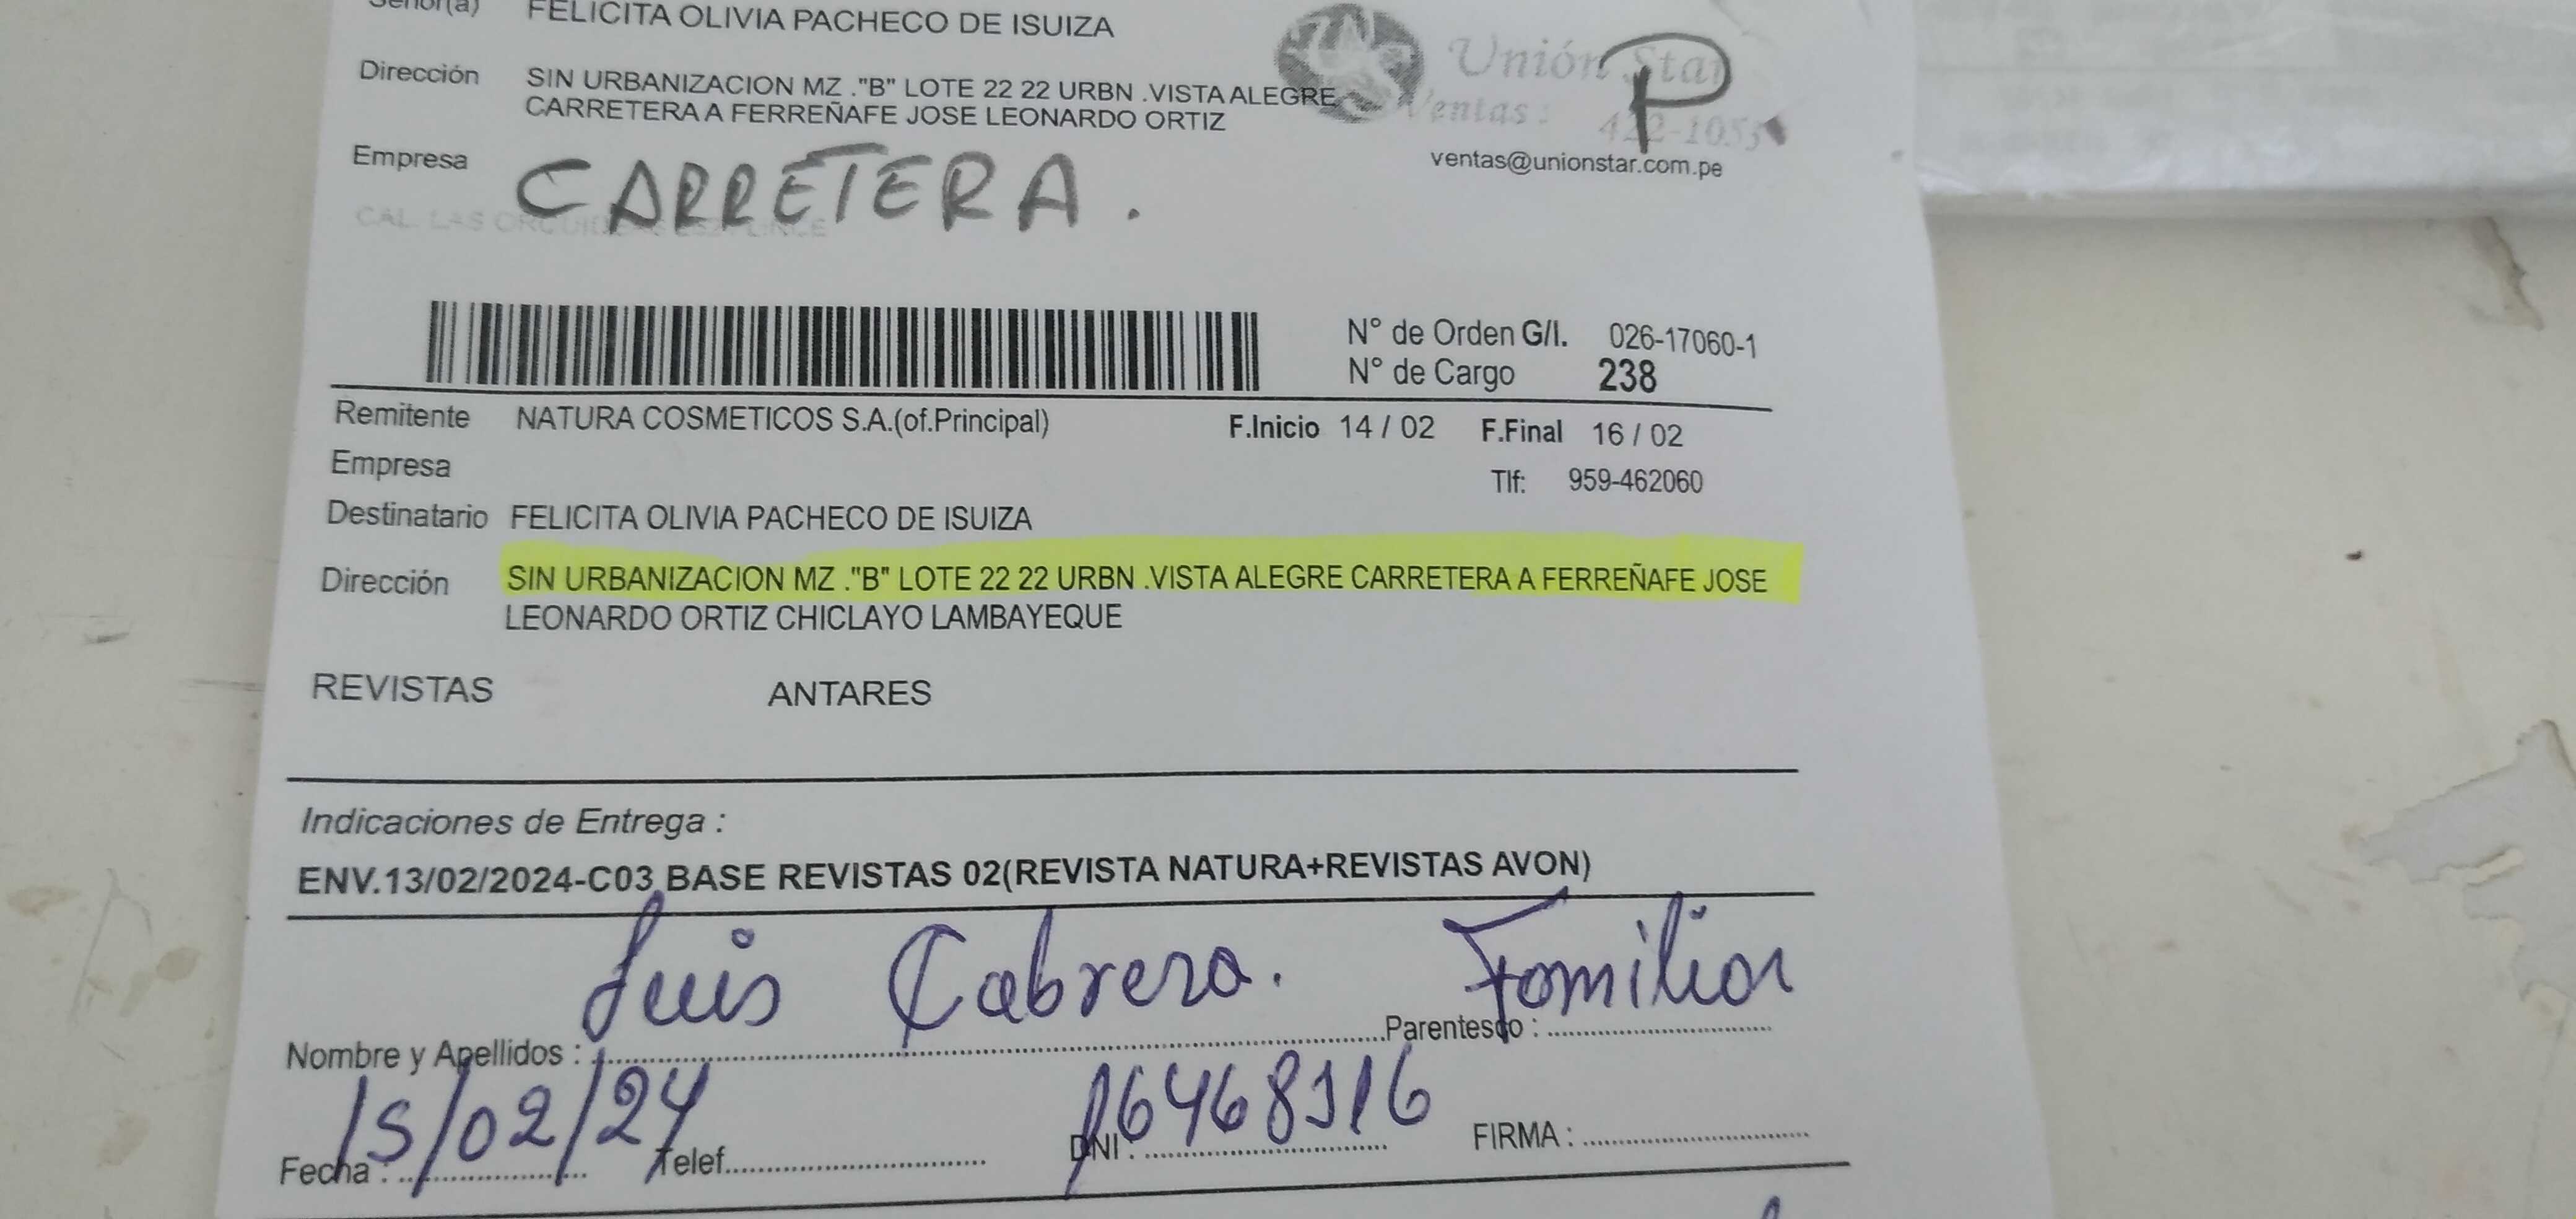 Señor(a) FELICITA OLIVIA PACHECO DE ISUIZA
Dirección SIN URBANIZACION MZ ."B" LOTE 22 22 URBN .VISTA ALEGRE
CARRETERA A FERREÑAFE JOSE LEONARDO ORTIZ
Unión Star
Ventas :
P
ventas@unionstar.com.pe
Empresa
CARRETERA.
N° de Orden G/I. 026-17060-1
N° de Cargo 238
Remitente NATURA COSMETICOS S.A.(of.Principal) F.Inicio 14 / 02 F.Final 16 / 02
Empresa
Tlf: 959-462060
Destinatario FELICITA OLIVIA PACHECO DE ISUIZA
Dirección SIN URBANIZACION MZ ."B" LOTE 22 22 URBN .VISTA ALEGRE CARRETERA A FERREÑAFE JOSE
LEONARDO ORTIZ CHICLAYO LAMBAYEQUE
REVISTAS ANTARES
Indicaciones de Entrega :
ENV.13/02/2024-C03 BASE REVISTAS 02(REVISTA NATURA+REVISTAS AVON)
Luis Cabrera. Familiar
Nombre y Apellidos : Parentesco :
15/02/24
Fecha : Telef. DNI : FIRMA :